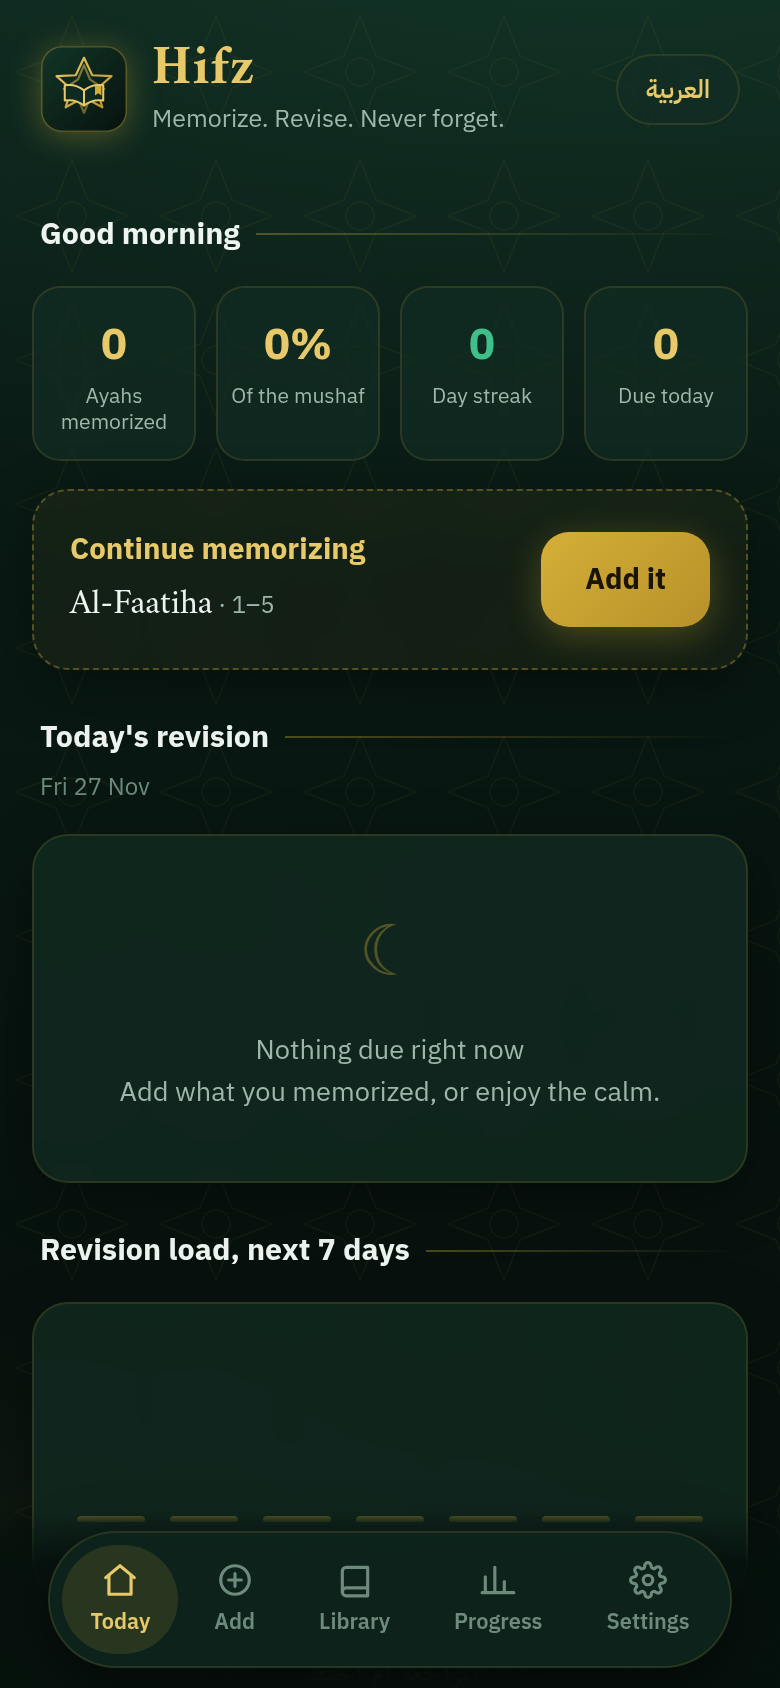 Hifz
Memorize. Revise. Never forget.
العربية
Good morning
0
Ayahs
memorized
0%
Of the mushaf
0
Day streak
0
Due today
Continue memorizing
Al-Faatiha · 1–5
Add it
Today's revision
Fri 27 Nov
Nothing due right now
Add what you memorized, or enjoy the calm.
Revision load, next 7 days
Today
Add
Library
Progress
Settings